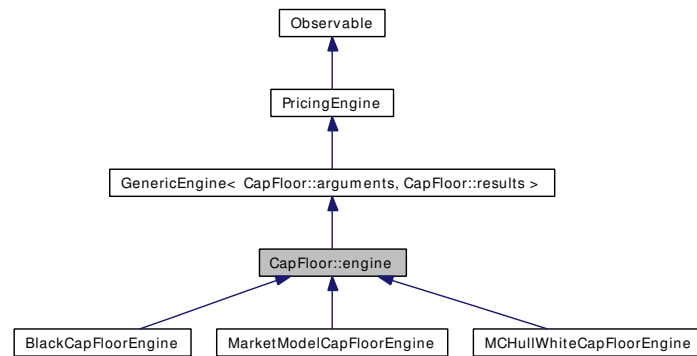 Observable
PricingEngine
GenericEngine< CapFloor::arguments, CapFloor::results >
CapFloor::engine
BlackCapFloorEngine
MarketModelCapFloorEngine
MCHullWhiteCapFloorEngine